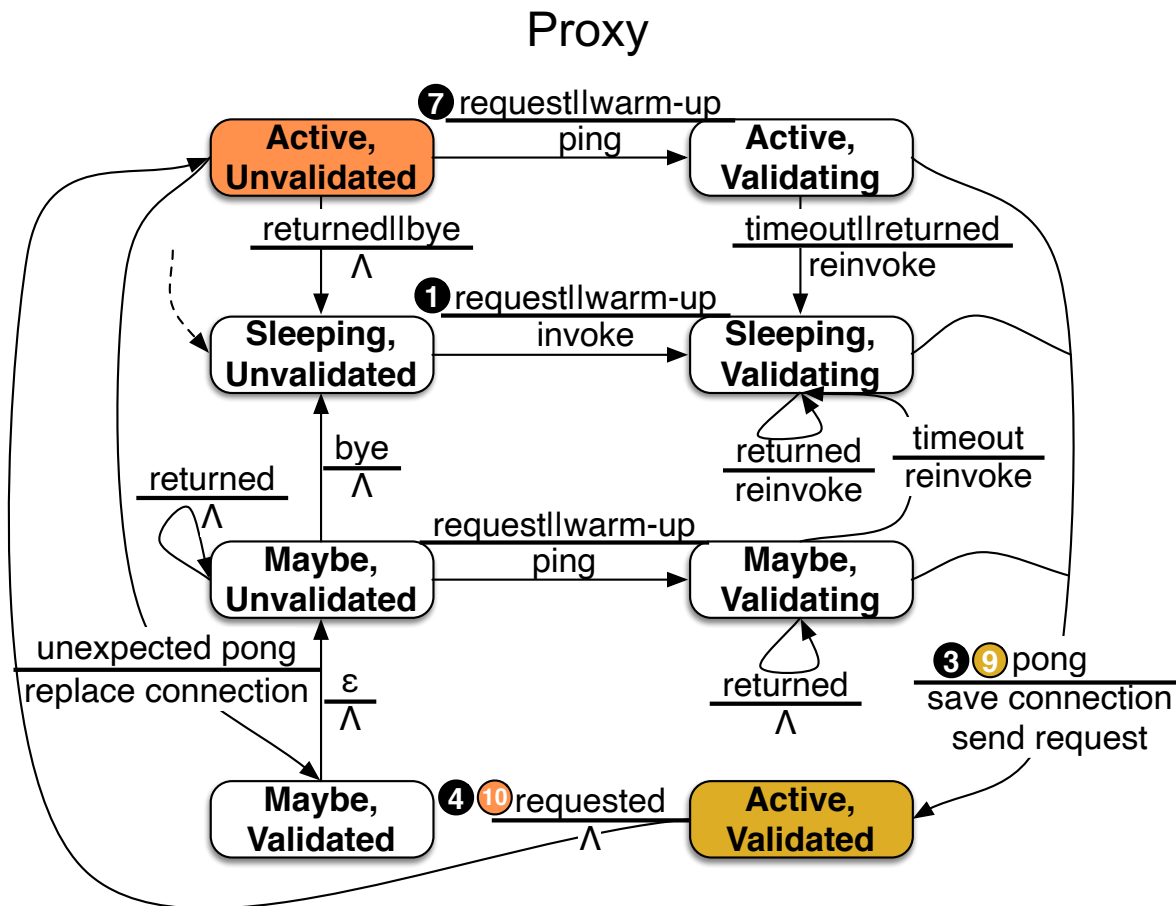 Proxy
7 request||warm-up
ping
Active,
Unvalidated
Active,
Validating
returned||bye
Λ
timeout||returned
reinvoke
1 request||warm-up
invoke
Sleeping,
Unvalidated
Sleeping,
Validating
bye
Λ
returned
reinvoke
timeout
reinvoke
returned
Λ
request||warm-up
ping
Maybe,
Unvalidated
Maybe,
Validating
unexpected pong
replace connection
ε
Λ
returned
Λ
3 9 pong
save connection
send request
4 10 requested
Λ
Maybe,
Validated
Active,
Validated